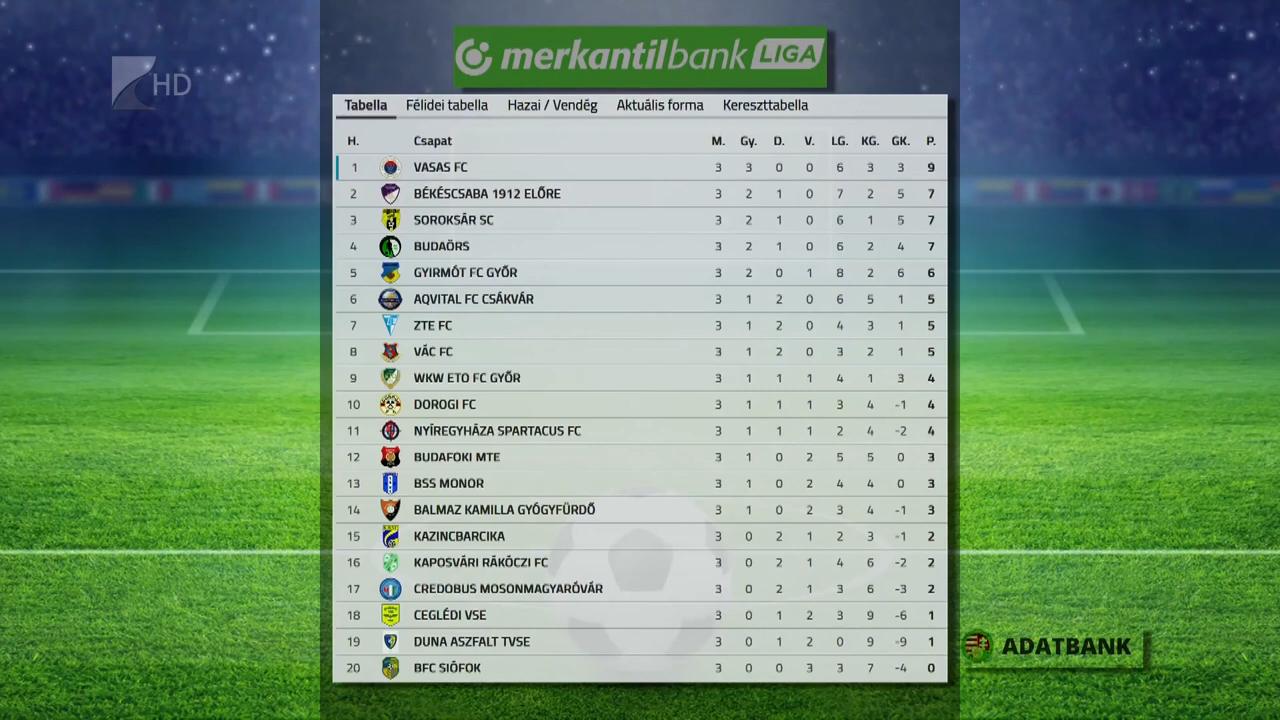 HD
merkantilbank LIGA
Tabella Félidei tabella Hazai / Vendég Aktuális forma Kereszttabella
H. Csapat M. Gy. D. V. LG. KG. GK. P.
1 VASAS FC 3 3 0 0 6 3 3 9
2 BÉKÉSCSABA 1912 ELŐRE 3 2 1 0 7 2 5 7
3 SOROKSÁR SC 3 2 1 0 6 1 5 7
4 BUDAÖRS 3 2 1 0 6 2 4 7
5 GYIRMÓT FC GYŐR 3 2 0 1 8 2 6 6
6 AQVITAL FC CSÁKVÁR 3 1 2 0 6 5 1 5
7 ZTE FC 3 1 2 0 4 3 1 5
8 VÁC FC 3 1 2 0 3 2 1 5
9 WKW ETO FC GYŐR 3 1 1 1 4 1 3 4
10 DOROGI FC 3 1 1 1 3 4 -1 4
11 NYÍREGYHÁZA SPARTACUS FC 3 1 1 1 2 4 -2 4
12 BUDAFOKI MTE 3 1 0 2 5 5 0 3
13 BSS MONOR 3 1 0 2 4 4 0 3
14 BALMAZ KAMILLA GYÓGYFÜRDŐ 3 1 0 2 3 4 -1 3
15 KAZINCBARCIKA 3 0 2 1 2 3 -1 2
16 KAPOSVÁRI RÁKÓCZI FC 3 0 2 1 4 6 -2 2
17 CREDOBUS MOSONMAGYARÓVÁR 3 0 2 1 3 6 -3 2
18 CEGLÉDI VSE 3 0 1 2 3 9 -6 1
19 DUNA ASZFALT TVSE 3 0 1 2 0 9 -9 1
20 BFC SIÓFOK 3 0 0 3 3 7 -4 0
ADATBANK